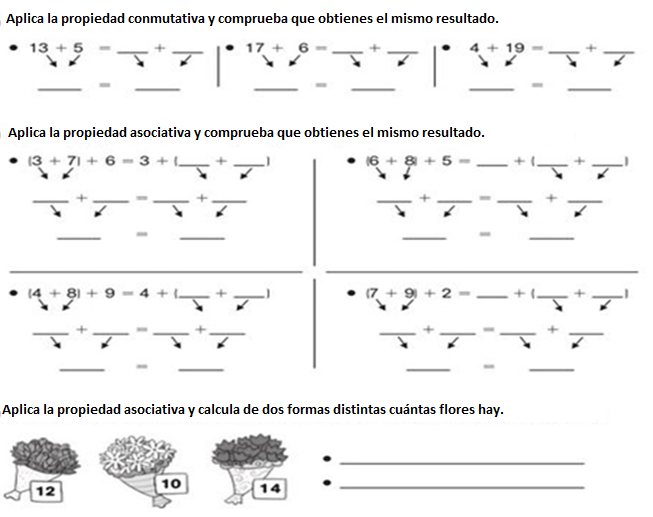 Aplica la propiedad conmutativa y comprueba que obtienes el mismo resultado.
• 13 + 5 = ___ + ___ • 17 + 6 = ___ + ___ • 4 + 19 = ___ + ___
___ = ___ ___ = ___ ___ = ___
Aplica la propiedad asociativa y comprueba que obtienes el mismo resultado.
• (3 + 7) + 6 = 3 + (___ + ___) • (6 + 8) + 5 = ___ + (___ + ___)
___ + ___ = ___ + ___ ___ + ___ = ___ + ___
___ = ___ ___ = ___
• (4 + 8) + 9 = 4 + (___ + ___) • (7 + 9) + 2 = ___ + (___ + ___)
___ + ___ = ___ + ___ ___ + ___ = ___ + ___
___ = ___ ___ = ___
Aplica la propiedad asociativa y calcula de dos formas distintas cuántas flores hay.
12 10 14